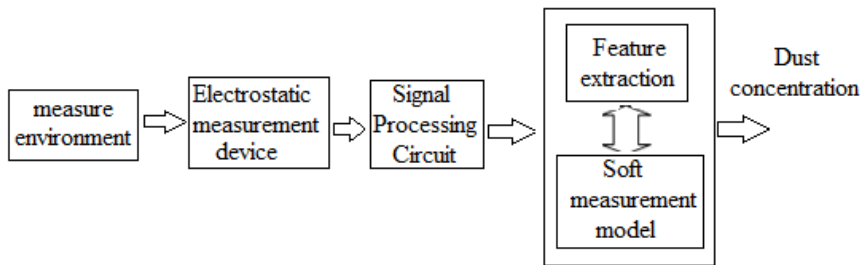 measure
environment
Electrostatic
measurement
device
Signal
Processing
Circuit
Feature
extraction
Soft
measurement
model
Dust
concentration